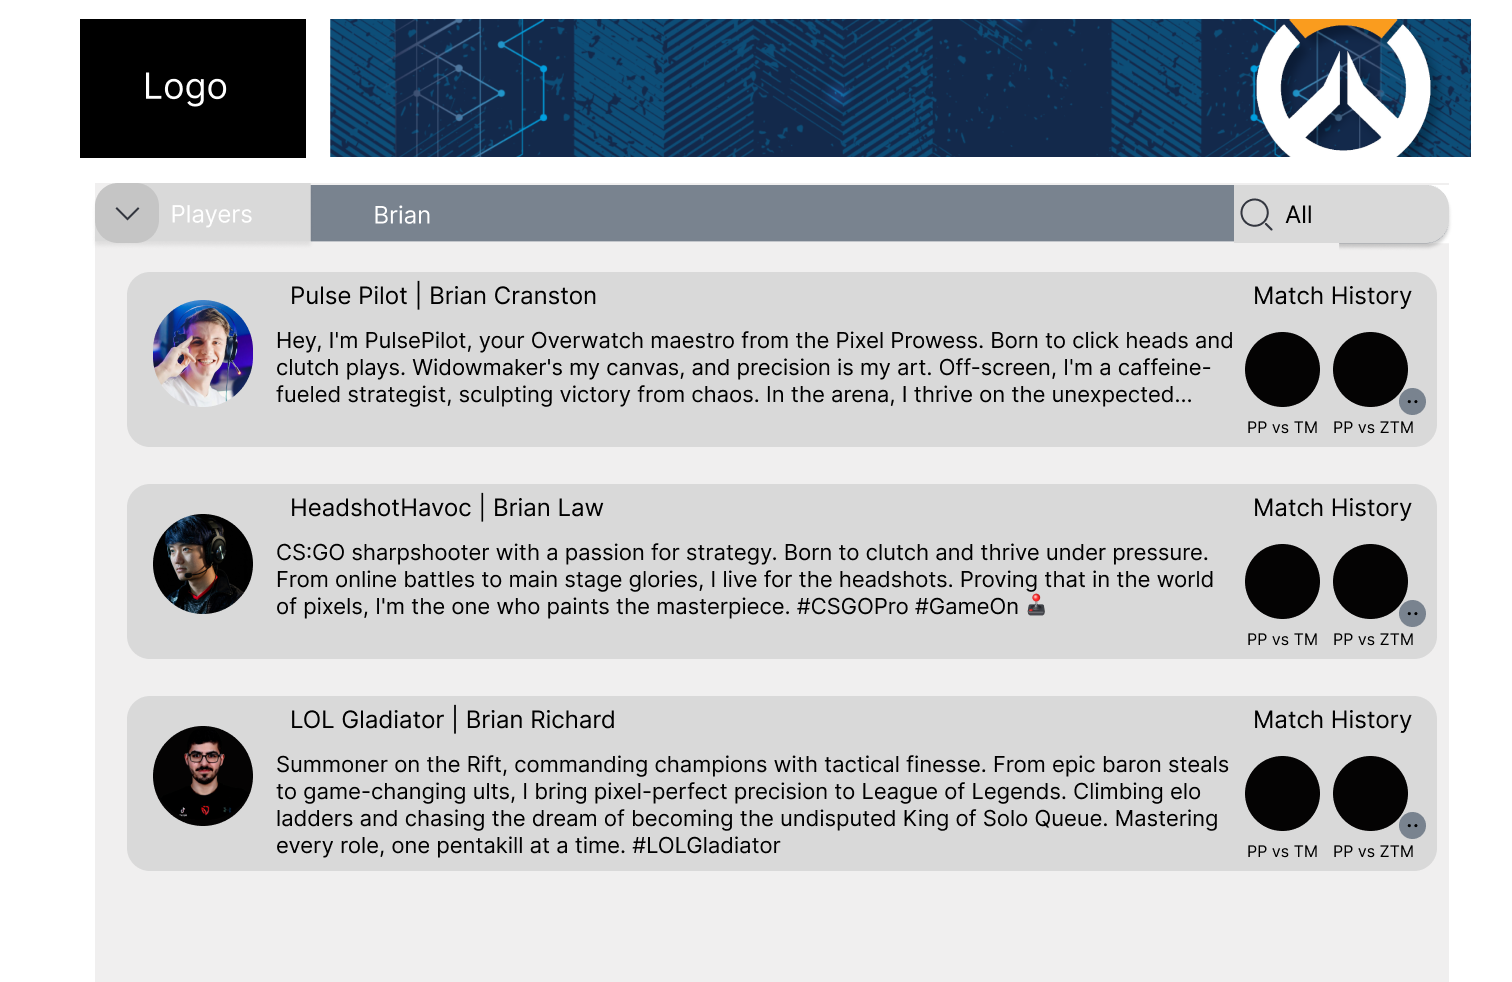 Logo
Players
Brian
All
Pulse Pilot | Brian Cranston
Match History
Hey, I'm PulsePilot, your Overwatch maestro from the Pixel Prowess. Born to click heads and
clutch plays. Widowmaker's my canvas, and precision is my art. Off-screen, I'm a caffeine-
fueled strategist, sculpting victory from chaos. In the arena, I thrive on the unexpected...
PP vs TM
PP vs ZTM
HeadshotHavoc | Brian Law
Match History
CS:GO sharpshooter with a passion for strategy. Born to clutch and thrive under pressure.
From online battles to main stage glories, I live for the headshots. Proving that in the world
of pixels, I'm the one who paints the masterpiece. #CSGOPro #GameOn 🕹️
PP vs TM
PP vs ZTM
LOL Gladiator | Brian Richard
Match History
Summoner on the Rift, commanding champions with tactical finesse. From epic baron steals
to game-changing ults, I bring pixel-perfect precision to League of Legends. Climbing elo
ladders and chasing the dream of becoming the undisputed King of Solo Queue. Mastering
every role, one pentakill at a time. #LOLGladiator
PP vs TM
PP vs ZTM